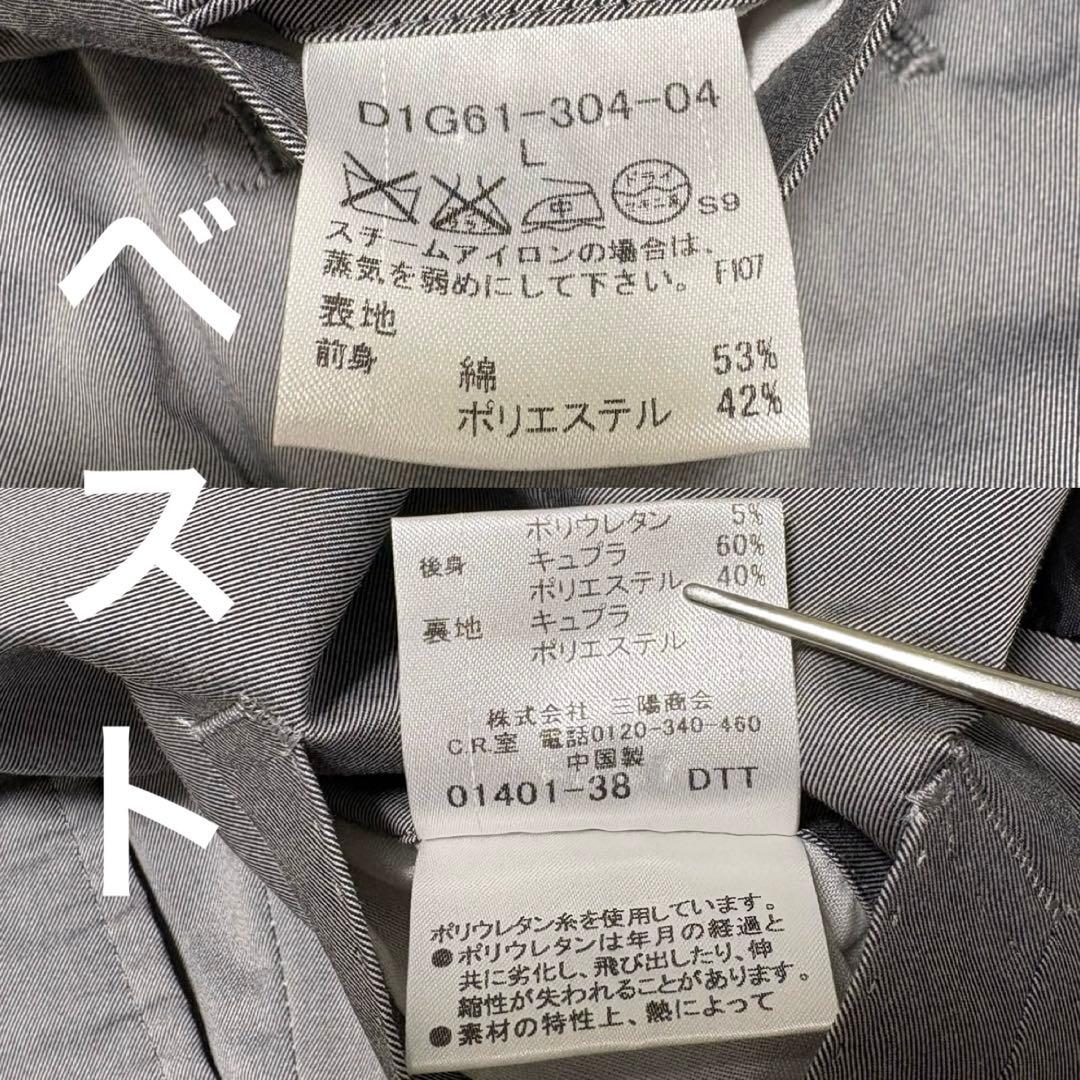 ベスト
D1G61-304-04
L
中 ドライ セキユ系 S9
スチームアイロンの場合は、
蒸気を弱めにして下さい。 F107
表地
前身 綿 53%
ポリエステル 42%
ポリウレタン 5%
後身 キュプラ 60%
ポリエステル 40%
裏地 キュプラ
ポリエステル
株式会社 三陽商会
C.R.室 電話0120-340-460
中国製
01401-38 DTT
ポリウレタン糸を使用しています。
●ポリウレタンは年月の経過と
共に劣化し、飛び出したり、伸
縮性が失われることがあります。
●素材の特性上、熱によって